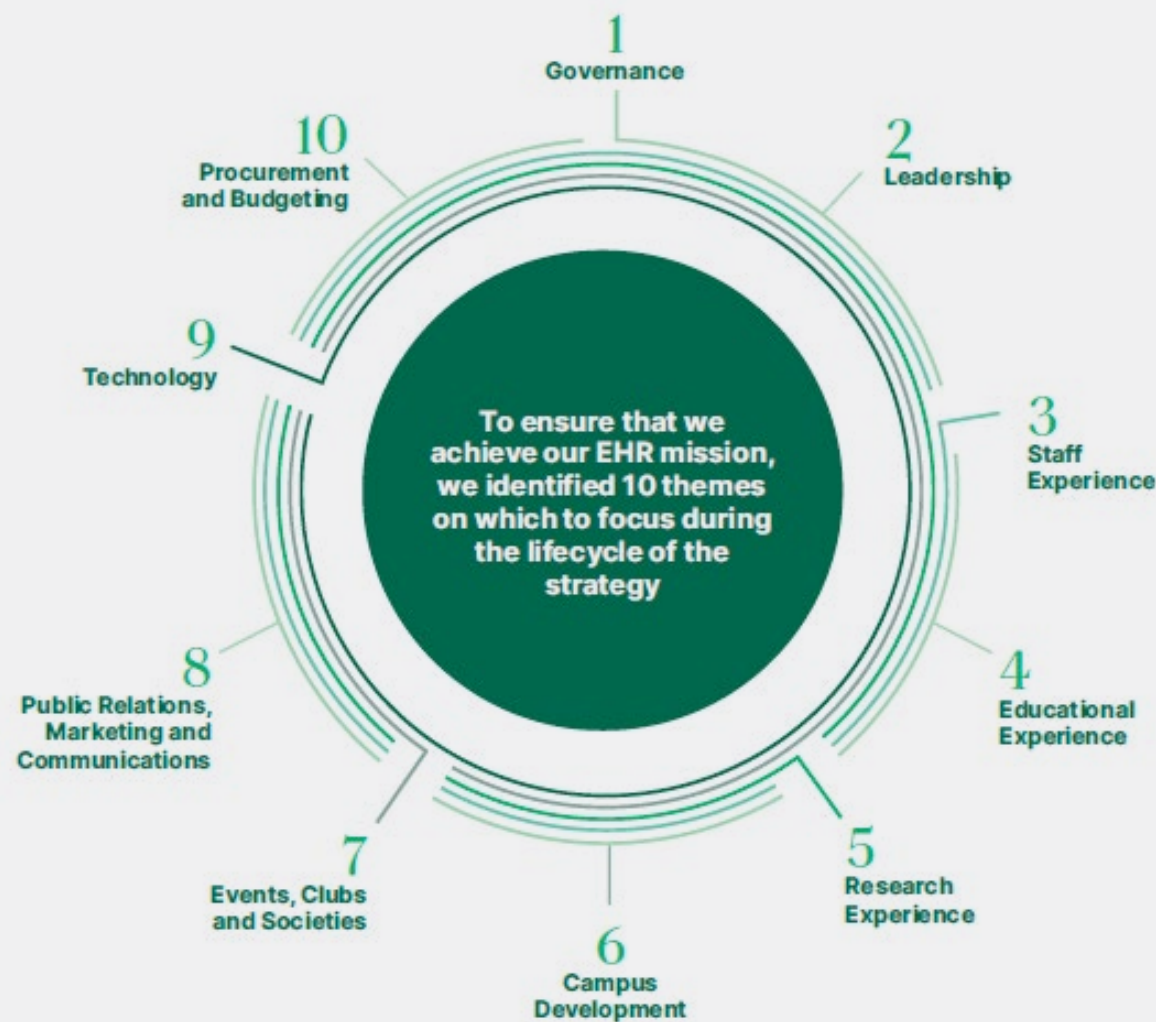 1
Governance
2
Leadership
3
Staff
Experience
4
Educational
Experience
5
Research
Experience
6
Campus
Development
7
Events, Clubs
and Societies
8
Public Relations,
Marketing and
Communications
9
Technology
10
Procurement
and Budgeting
To ensure that we
achieve our EHR mission,
we identified 10 themes
on which to focus during
the lifecycle of the
strategy